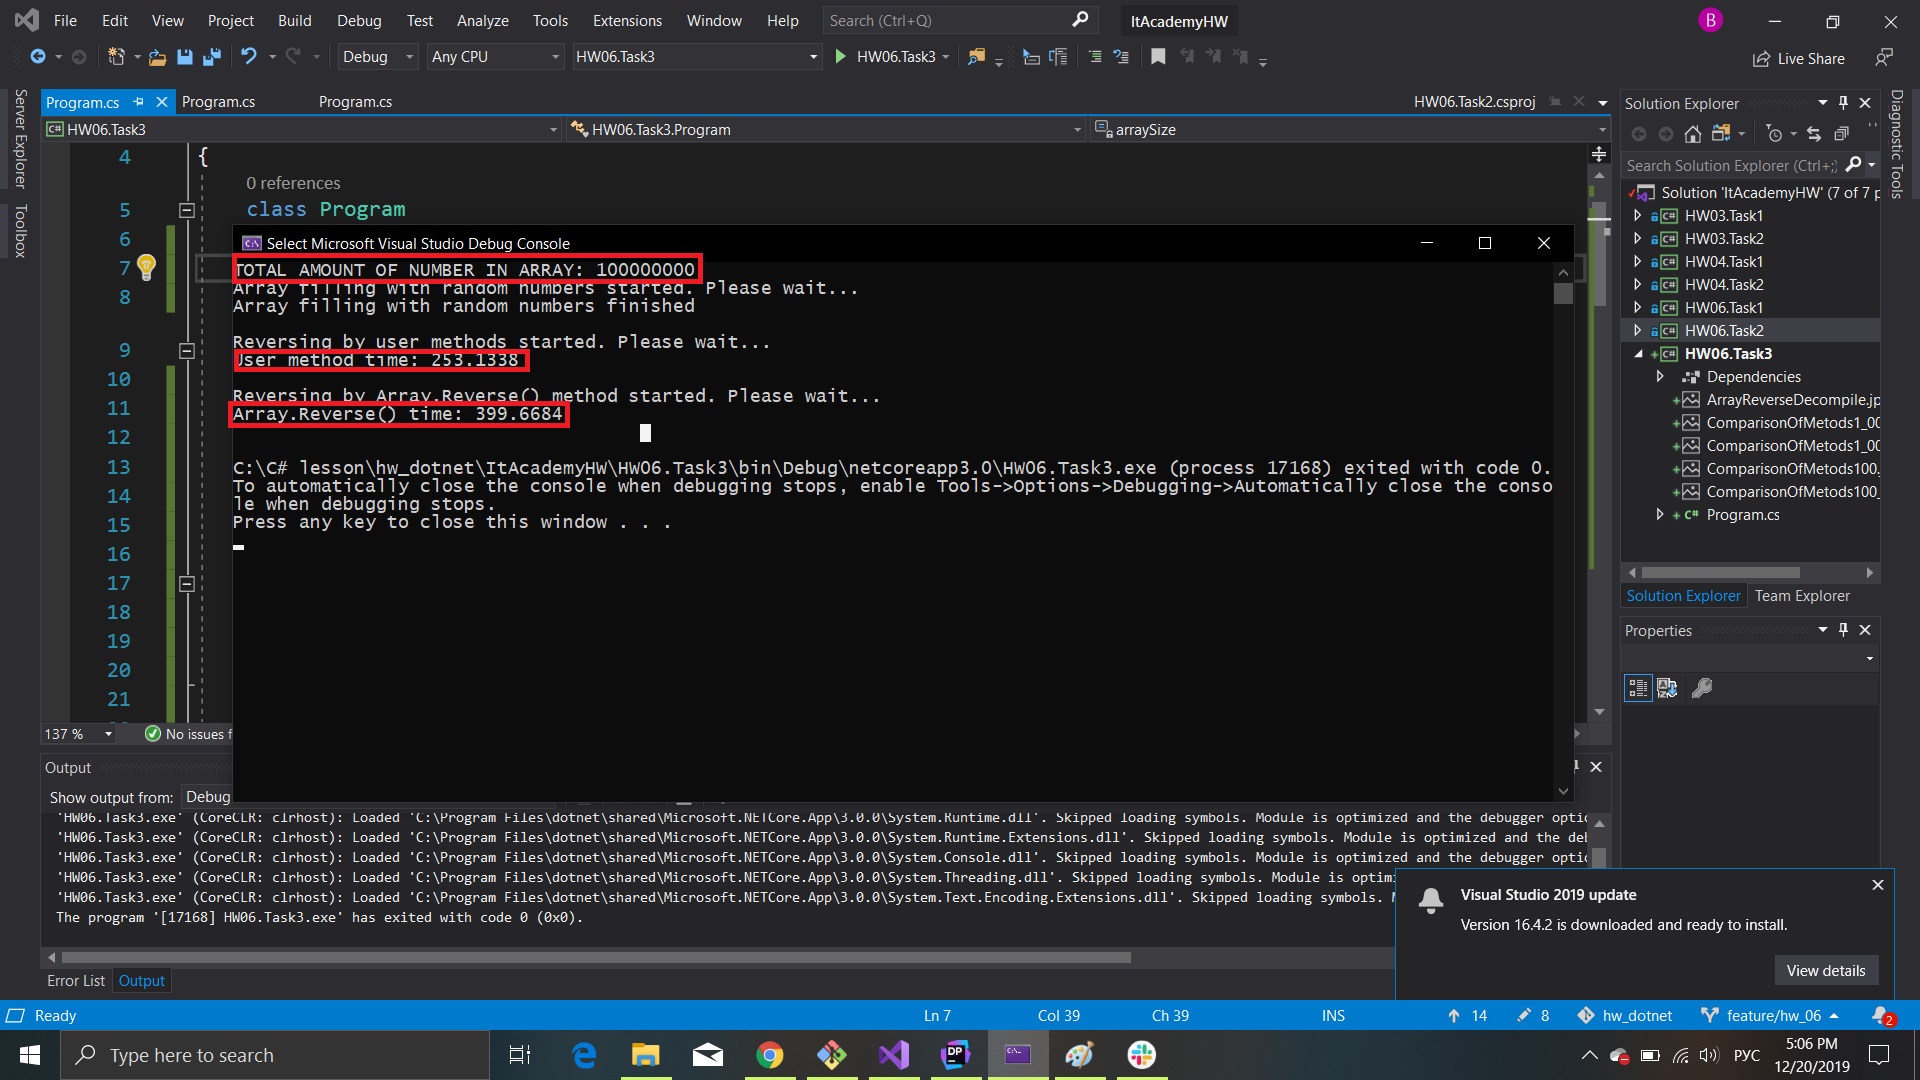 File Edit View Project Build Debug Test Analyze Tools Extensions Window Help Search (Ctrl+Q) ItAcademyHW B
Debug Any CPU HW06.Task3 HW06.Task3 Live Share
Server Explorer
Toolbox
Program.cs Program.cs Program.cs HW06.Task2.csproj
HW06.Task3 HW06.Task3.Program arraySize
4 {
0 references
5 class Program
6
7
8
9
10
11
12
13
14
15
16
17
18
19
20
21
Select Microsoft Visual Studio Debug Console
TOTAL AMOUNT OF NUMBER IN ARRAY: 100000000
Array filling with random numbers started. Please wait...
Array filling with random numbers finished
Reversing by user methods started. Please wait...
User method time: 253.1338
Reversing by Array.Reverse() method started. Please wait...
Array.Reverse() time: 399.6684
C:\C# lesson\hw_dotnet\ItAcademyHW\HW06.Task3\bin\Debug\netcoreapp3.0\HW06.Task3.exe (process 17168) exited with code 0.
To automatically close the console when debugging stops, enable Tools->Options->Debugging->Automatically close the conso
le when debugging stops.
Press any key to close this window . . .
137 % No issues f
Output
Show output from: Debug
'HW06.Task3.exe' (CoreCLR: clrhost): Loaded 'C:\Program Files\dotnet\shared\Microsoft.NETCore.App\3.0.0\System.Runtime.dll'. Skipped loading symbols. Module is optimized and the debugger optic
'HW06.Task3.exe' (CoreCLR: clrhost): Loaded 'C:\Program Files\dotnet\shared\Microsoft.NETCore.App\3.0.0\System.Runtime.Extensions.dll'. Skipped loading symbols. Module is optimized and the deb
'HW06.Task3.exe' (CoreCLR: clrhost): Loaded 'C:\Program Files\dotnet\shared\Microsoft.NETCore.App\3.0.0\System.Console.dll'. Skipped loading symbols. Module is optimized and the debugger optic
'HW06.Task3.exe' (CoreCLR: clrhost): Loaded 'C:\Program Files\dotnet\shared\Microsoft.NETCore.App\3.0.0\System.Threading.dll'. Skipped loading symbols. Module is optimi
'HW06.Task3.exe' (CoreCLR: clrhost): Loaded 'C:\Program Files\dotnet\shared\Microsoft.NETCore.App\3.0.0\System.Text.Encoding.Extensions.dll'. Skipped loading symbols. M
The program '[17168] HW06.Task3.exe' has exited with code 0 (0x0).
Error List Output
Solution Explorer
Search Solution Explorer (Ctrl+;)
Solution 'ItAcademyHW' (7 of 7 p
HW03.Task1
HW03.Task2
HW04.Task1
HW04.Task2
HW06.Task1
HW06.Task2
HW06.Task3
Dependencies
ArrayReverseDecompile.jp
ComparisonOfMetods1_00
ComparisonOfMetods1_00
ComparisonOfMetods100.
ComparisonOfMetods100_
C# Program.cs
Solution Explorer Team Explorer
Properties
Diagnostic Tools
Visual Studio 2019 update
Version 16.4.2 is downloaded and ready to install.
View details
Ready Ln 7 Col 39 Ch 39 INS 14 8 hw_dotnet feature/hw_06 2
Type here to search DP РУС 5:06 PM
12/20/2019